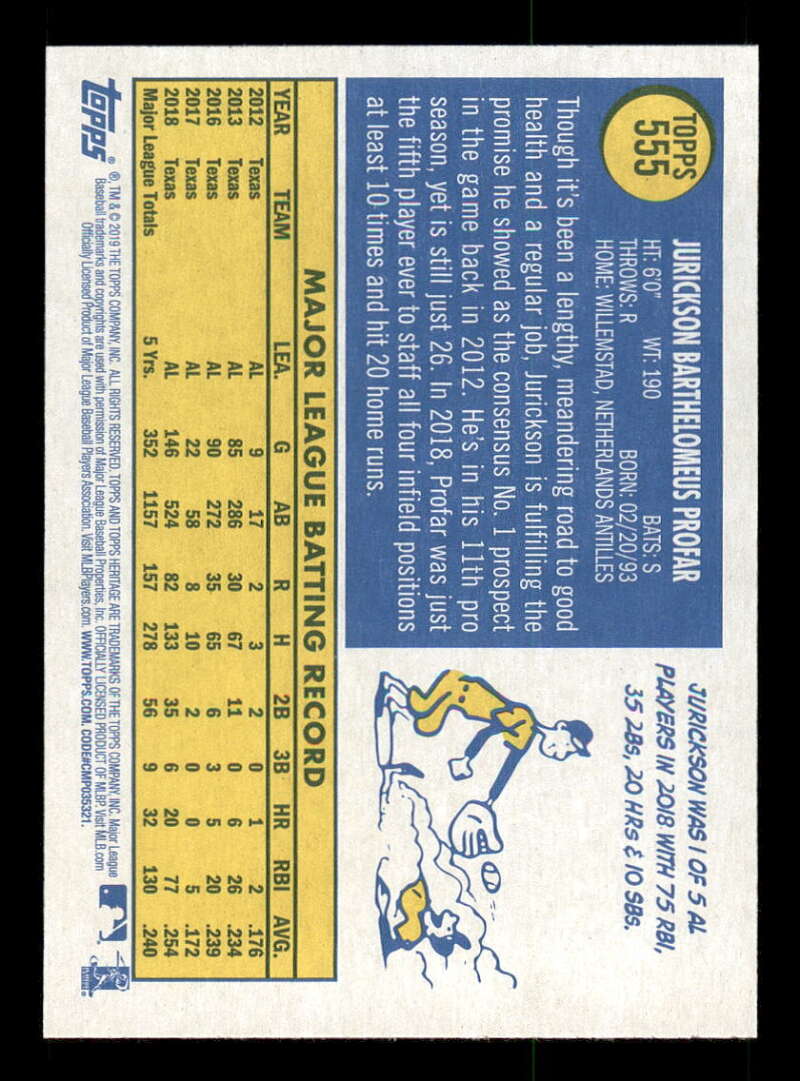 TOPPS
555
JURICKSON BARTHELOMEUS PROFAR
HT: 6'0" WT: 190 BATS: S
THROWS: R BORN: 02/20/93
HOME: WILLEMSTAD, NETHERLANDS ANTILLES
Though it's been a lengthy, meandering road to good
health and a regular job, Jurickson is fulfilling the
promise he showed as the consensus No. 1 prospect
in the game back in 2012. He's in his 11th pro
season, yet is still just 26. In 2018, Profar was just
the fifth player ever to staff all four infield positions
at least 10 times and hit 20 home runs.
JURICKSON WAS 1 OF 5 AL
PLAYERS IN 2018 WITH 75 RBI,
35 2Bs, 20 HRs & 10 SBs.
MAJOR LEAGUE BATTING RECORD
YEAR TEAM LEA. G AB R H 2B 3B HR RBI AVG.
2012 Texas AL 9 17 2 3 2 0 1 2 .176
2013 Texas AL 85 286 30 67 11 0 6 26 .234
2016 Texas AL 90 272 35 65 6 3 5 20 .239
2017 Texas AL 22 58 8 10 2 0 0 5 .172
2018 Texas AL 146 524 82 133 35 6 20 77 .254
Major League Totals 5 Yrs. 352 1157 157 278 56 9 32 130 .240
topps®
®, TM & © 2019 THE TOPPS COMPANY, INC. ALL RIGHTS RESERVED. TOPPS AND TOPPS HERITAGE ARE TRADEMARKS OF THE TOPPS COMPANY, INC. Major League
Baseball trademarks and copyrights are used with permission of Major League Baseball Properties, Inc. OFFICIALLY LICENSED PRODUCT OF MLBP. Visit MLB.com
Officially Licensed Product of Major League Baseball Players Association. Visit MLBPlayers.com. WWW.TOPPS.COM. CODE#CMP035321.